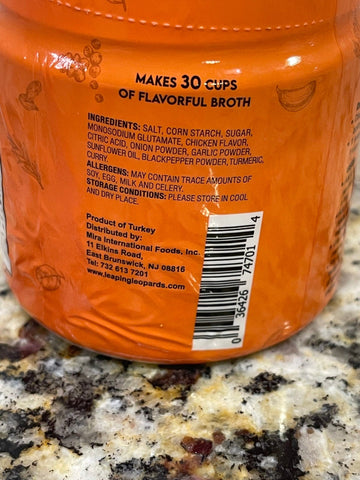 MAKES 30 CUPS
OF FLAVORFUL BROTH
INGREDIENTS: SALT, CORN STARCH, SUGAR,
MONOSODIUM GLUTAMATE, CHICKEN FLAVOR,
CITRIC ACID, ONION POWDER, GARLIC POWDER,
SUNFLOWER OIL, BLACKPEPPER POWDER, TURMERIC,
CURRY.
ALLERGENS: MAY CONTAIN TRACE AMOUNTS OF
SOY, EGG, MILK AND CELERY.
STORAGE CONDITIONS: PLEASE STORE IN COOL
AND DRY PLACE.
Product of Turkey
Distributed by:
Mira International Foods, Inc.
11 Elkins Road,
East Brunswick, NJ 08816
Tel: 732 613 7201
www.leapingleopards.com
0 36426 74701 4